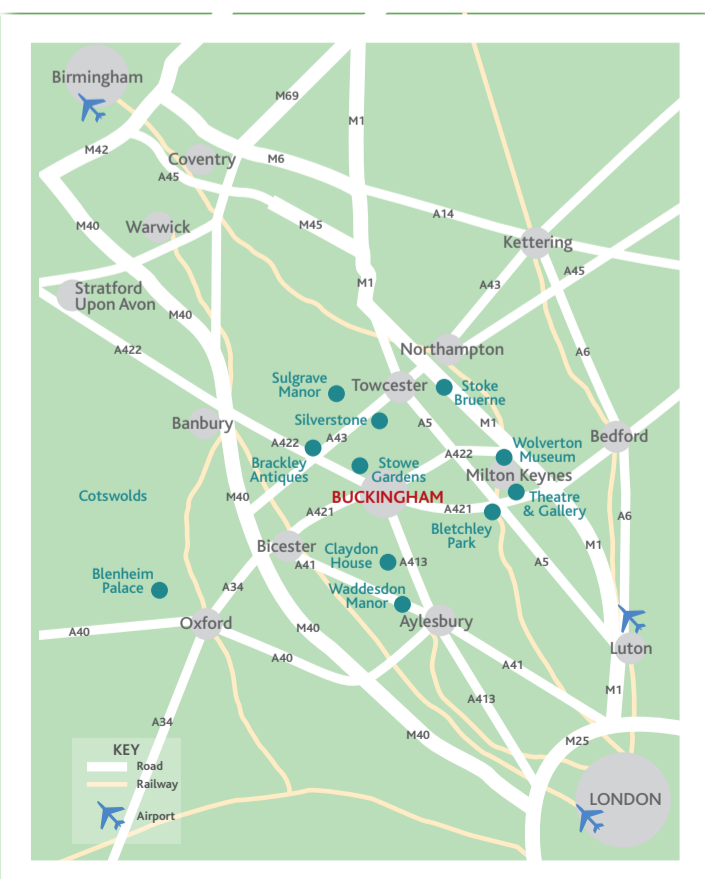 Birmingham
M69
M1
M42
Coventry
M6
A45
A14
M40
Warwick
M45
Kettering
A45
M1
A43
Stratford
Upon Avon
M40
A422
Northampton
A6
Sulgrave
Manor
Towcester
Stoke
Bruerne
Silverstone
A5
M1
Banbury
A422
A43
Bedford
Wolverton
Museum
A422
Brackley
Antiques
Stowe
Gardens
Milton Keynes
Cotswolds
M40
BUCKINGHAM
Theatre
& Gallery
A421
A421
A6
Bletchley
Park
Bicester
Claydon
House
A413
A41
A5
M1
Blenheim
Palace
A34
Waddesdon
Manor
Oxford
M40
Aylesbury
A40
Luton
A40
A41
A413
M1
A34
M40
M25
KEY
Road
Railway
Airport
LONDON